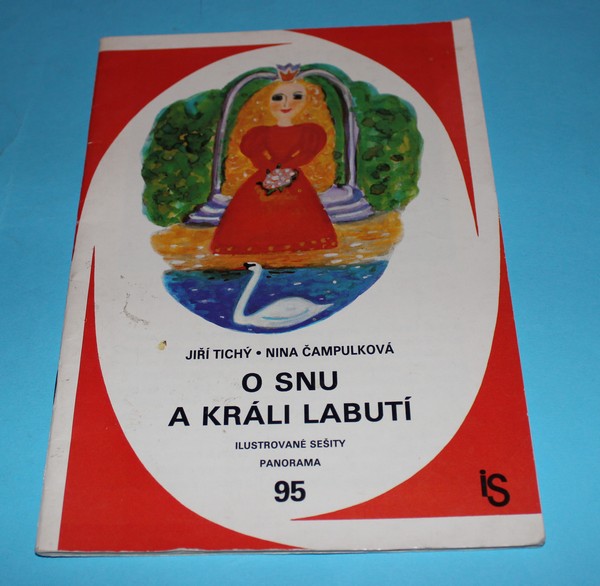 JIŘÍ TICHÝ • NINA ČAMPULKOVÁ
O SNU
A KRÁLI LABUTÍ
ILUSTROVANÉ SEŠITY
PANORAMA
95
iS